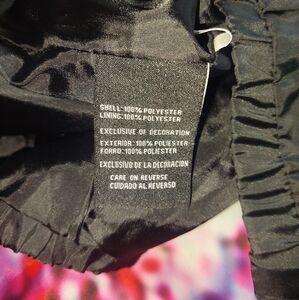 SHELL: 100% POLYESTER
LINING: 100% POLYESTER
EXCLUSIVE OF DECORATION
EXTERIOR: 100% POLIESTER
FORRO: 100% POLIESTER
EXCLUSIVO DE LA DECORACION
CARE ON REVERSE
CUIDADO AL REVERSO